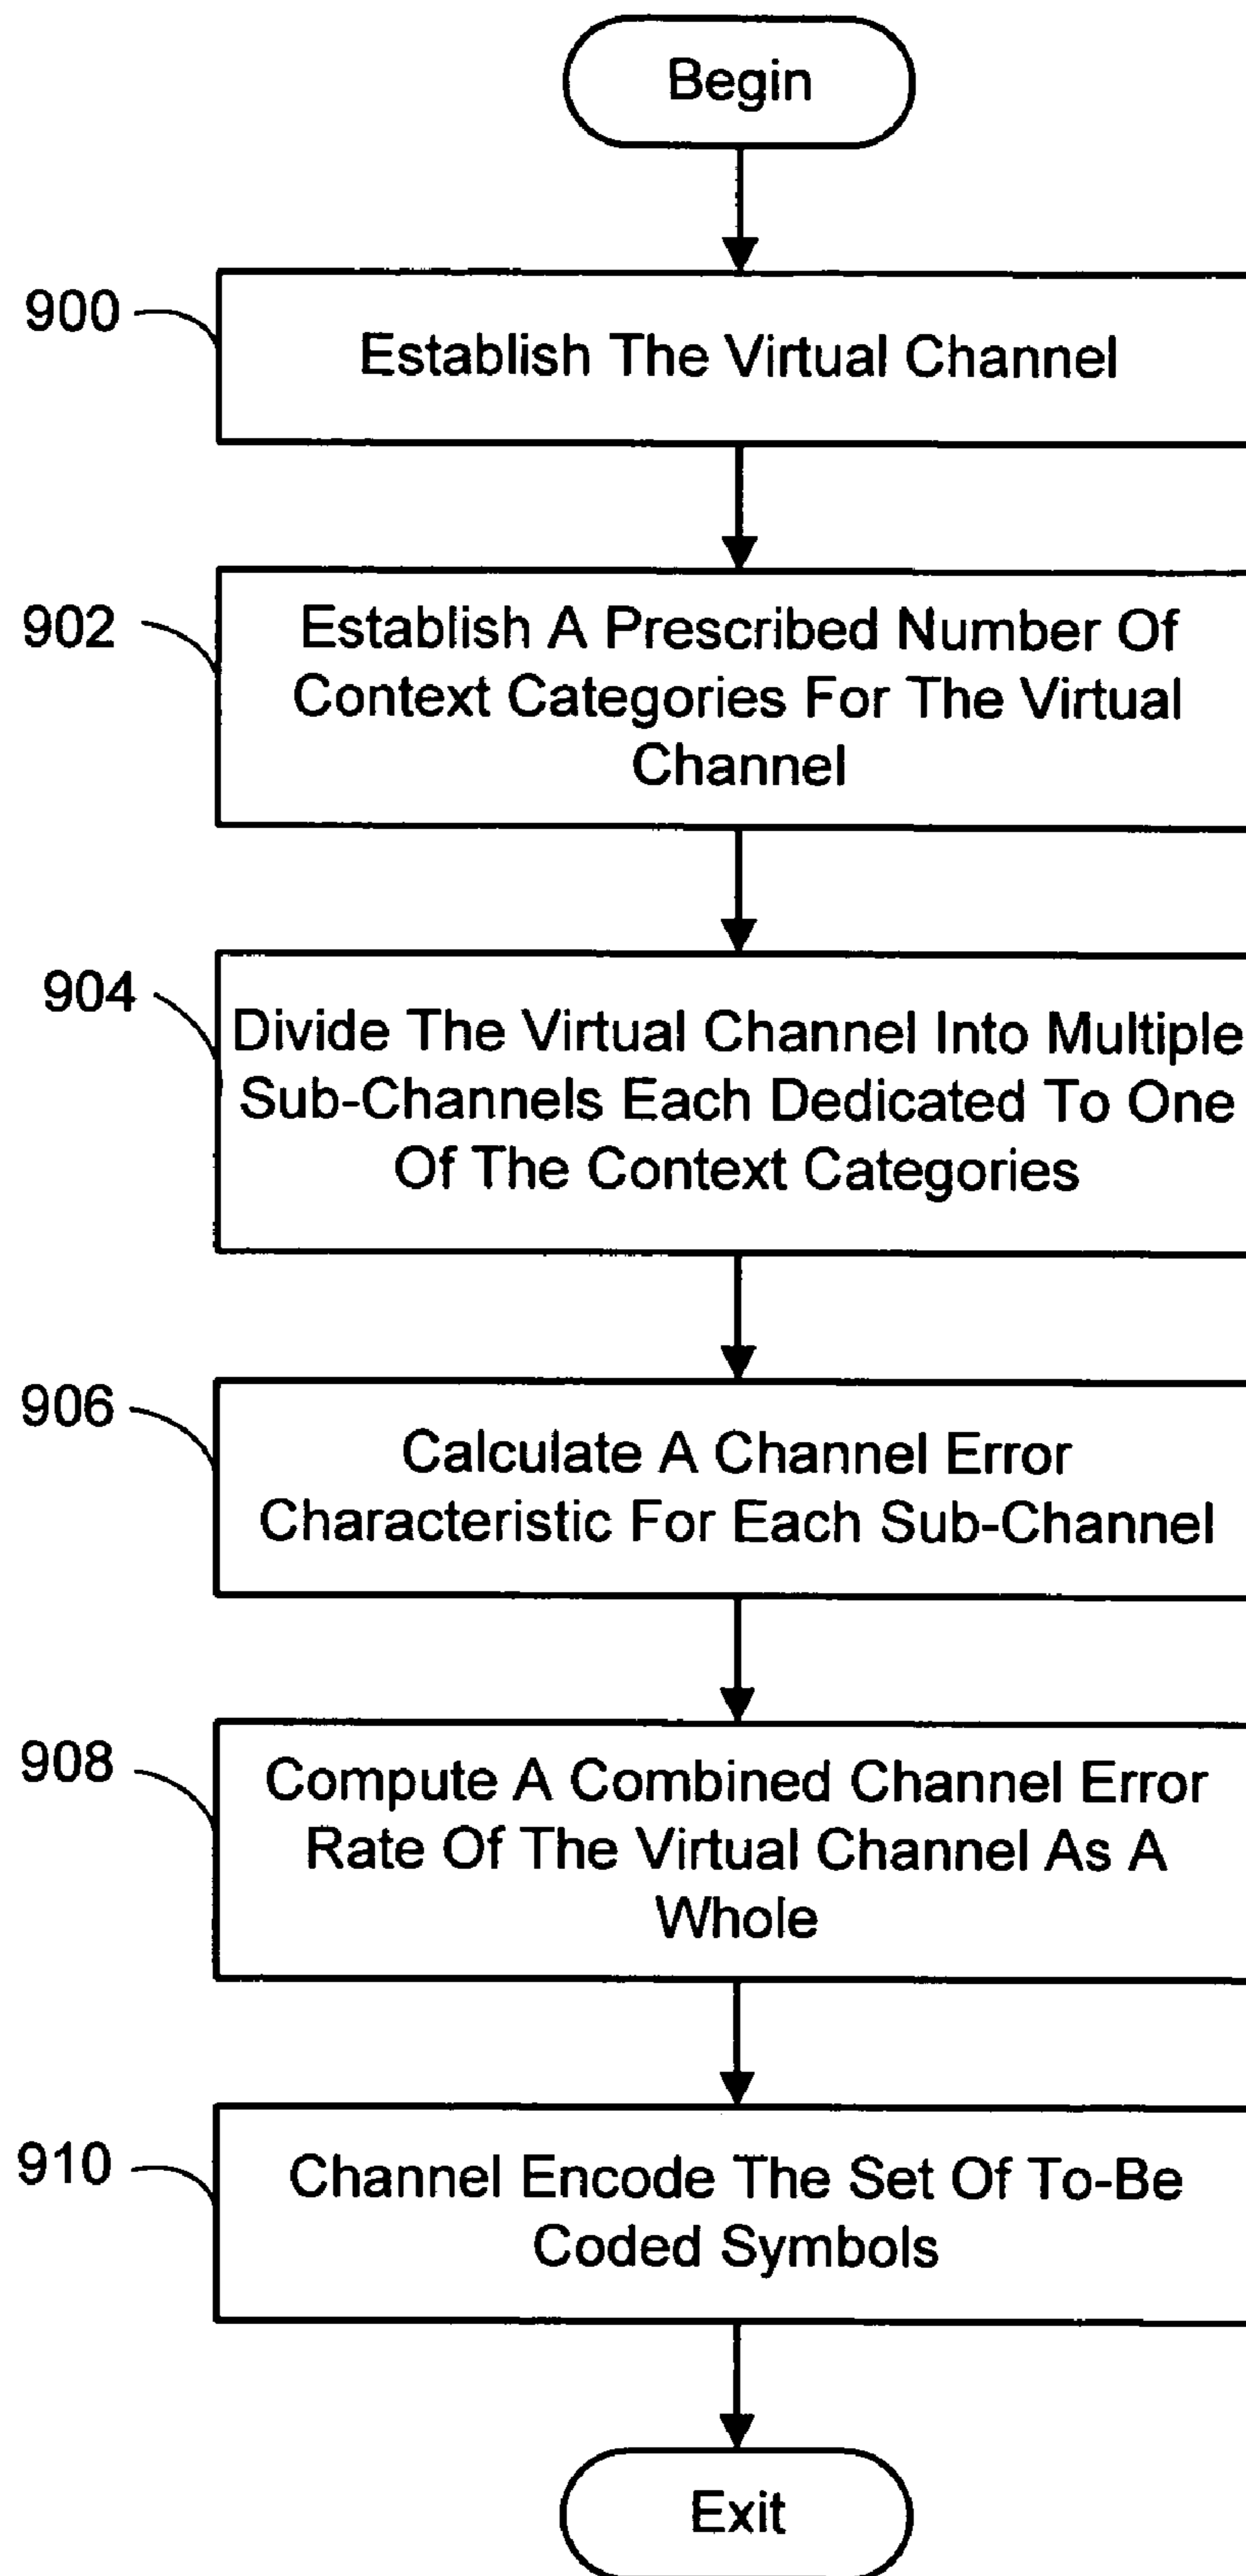 Begin
900
Establish The Virtual Channel
902
Establish A Prescribed Number Of
Context Categories For The Virtual
Channel
904
Divide The Virtual Channel Into Multiple
Sub-Channels Each Dedicated To One
Of The Context Categories
906
Calculate A Channel Error
Characteristic For Each Sub-Channel
908
Compute A Combined Channel Error
Rate Of The Virtual Channel As A
Whole
910
Channel Encode The Set Of To-Be
Coded Symbols
Exit